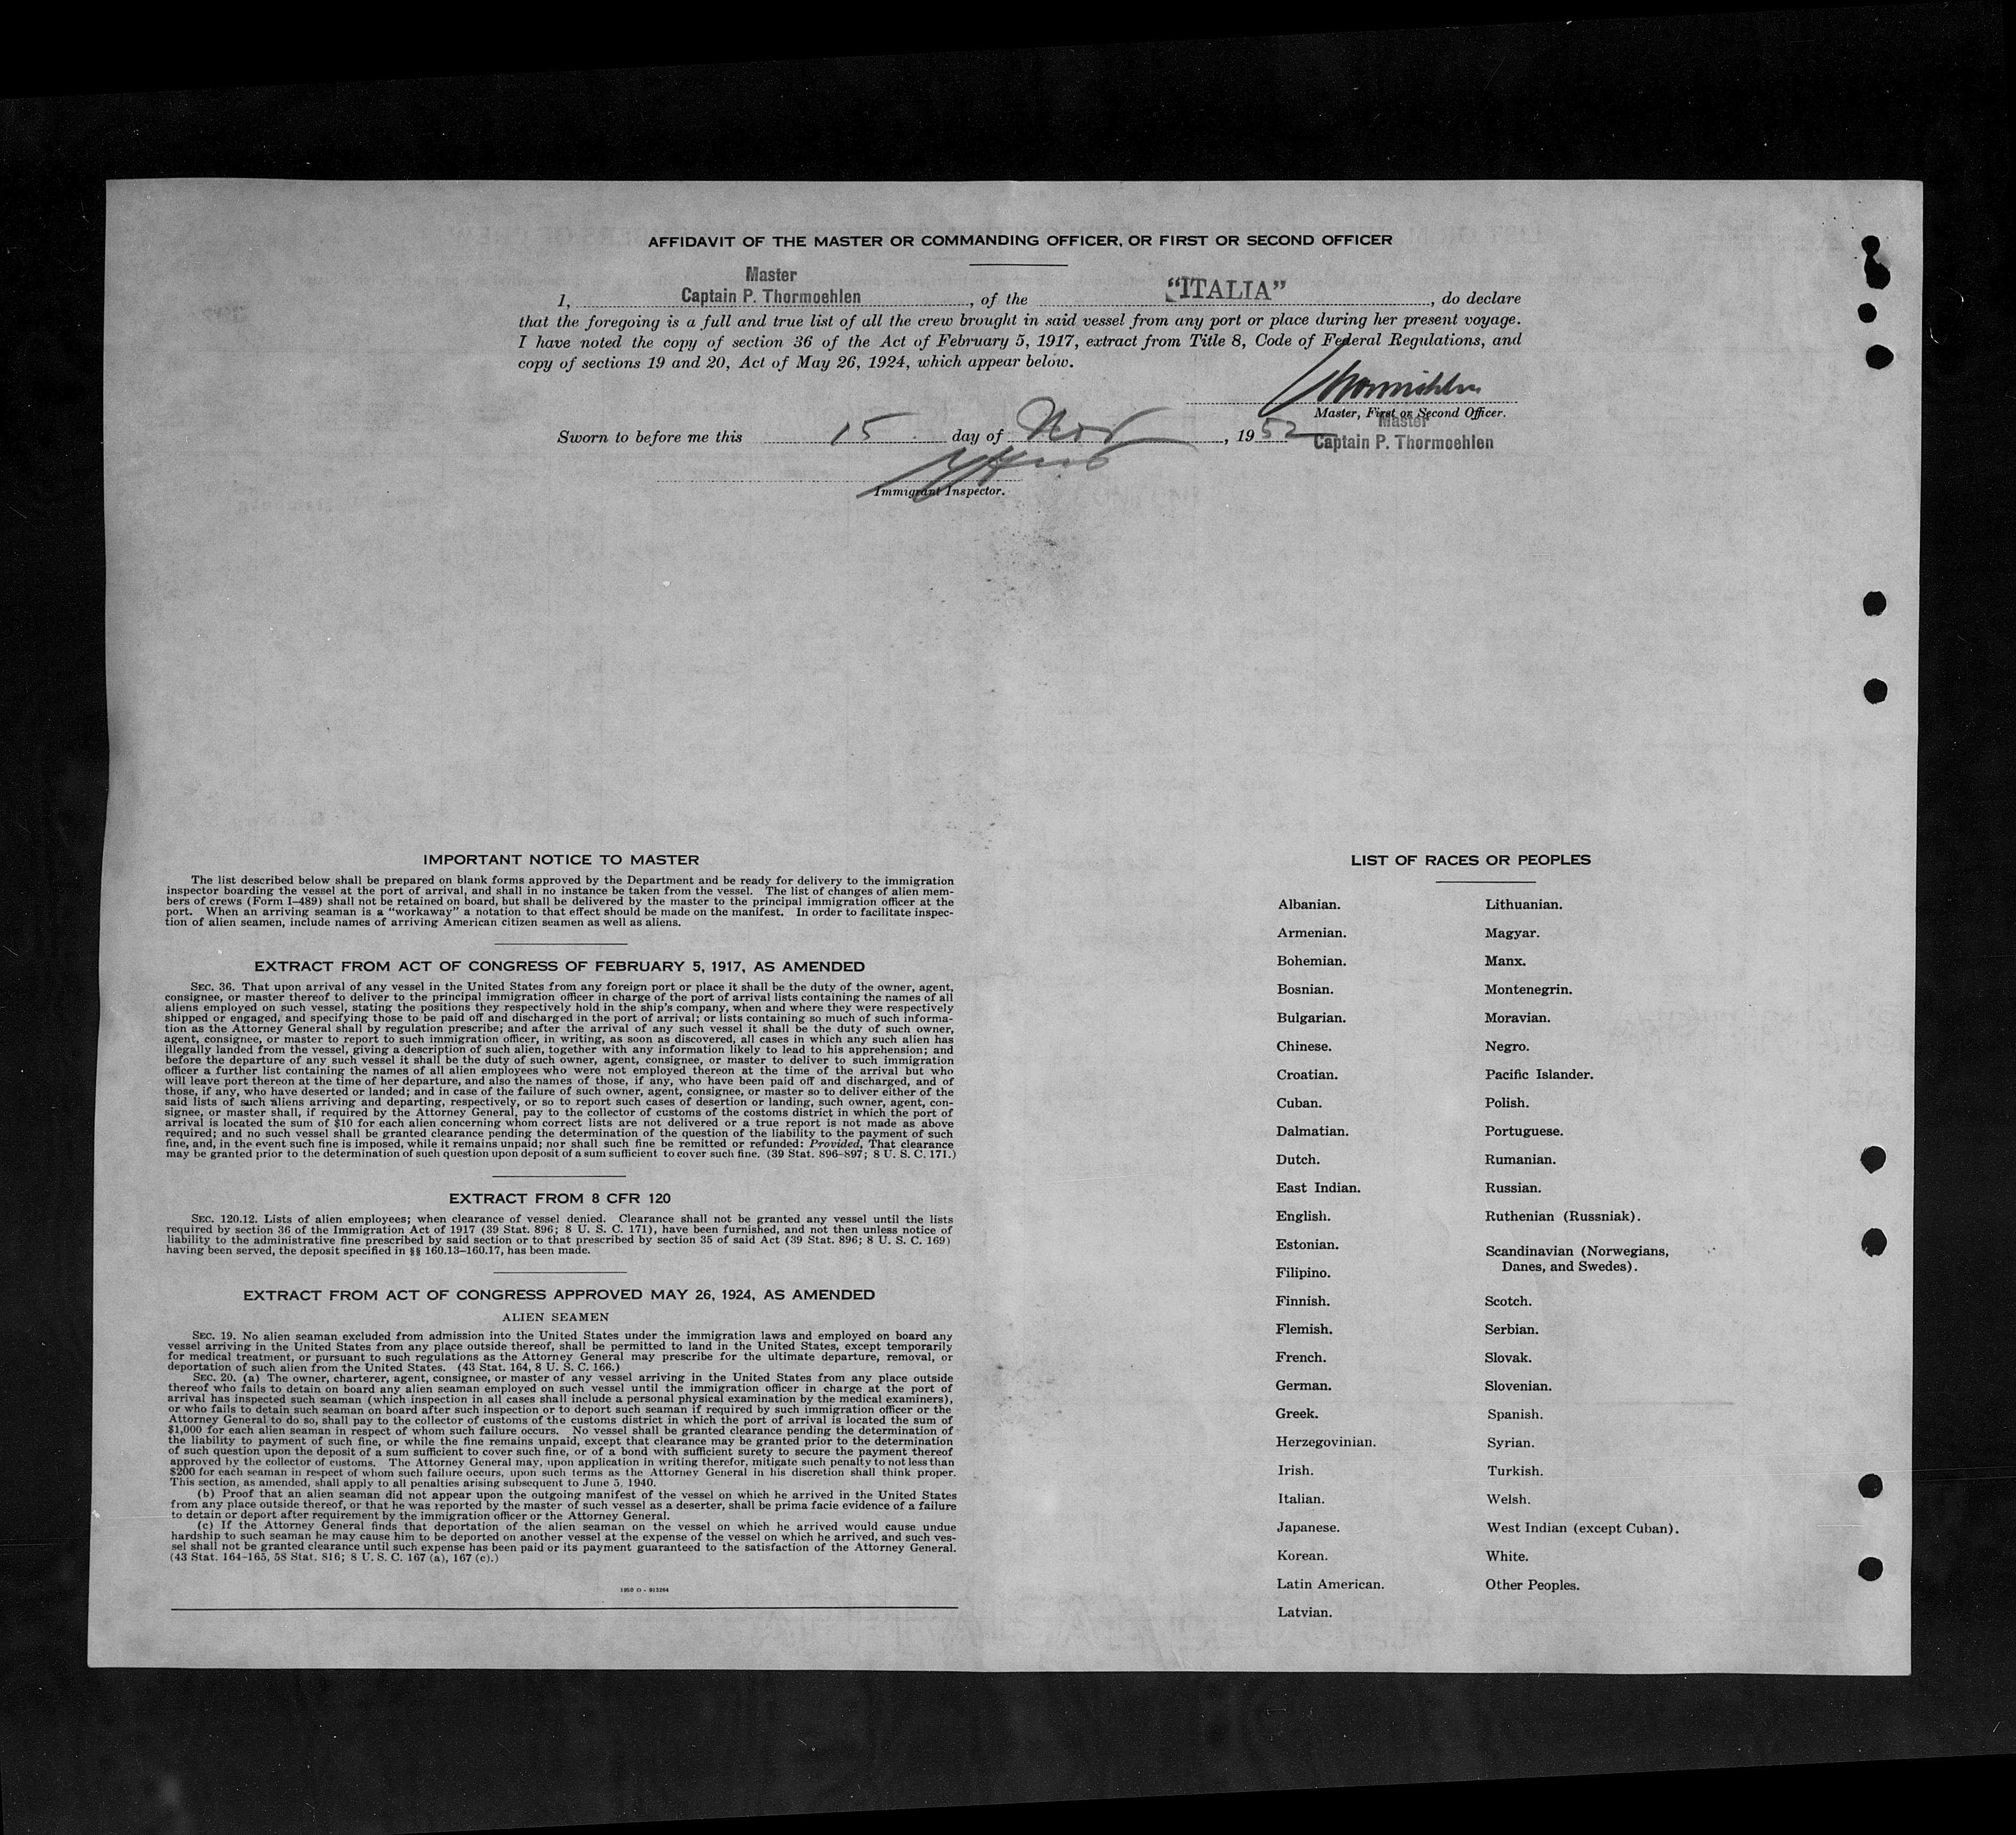 AFFIDAVIT OF THE MASTER OR COMMANDING OFFICER, OR FIRST OR SECOND OFFICER
Master
I, Captain P. Thormoehlen, of the "ITALIA", do declare
that the foregoing is a full and true list of all the crew brought in said vessel from any port or place during her present voyage.
I have noted the copy of section 36 of the Act of February 5, 1917, extract from Title 8, Code of Federal Regulations, and
copy of sections 19 and 20, Act of May 26, 1924, which appear below.
Thormoehlen
Master, First or Second Officer.
Master
Sworn to before me this 15 day of Nov, 1952
Captain P. Thormoehlen
Immigrant Inspector.
IMPORTANT NOTICE TO MASTER
The list described below shall be prepared on blank forms approved by the Department and be ready for delivery to the immigration
inspector boarding the vessel at the port of arrival, and shall in no instance be taken from the vessel. The list of changes of alien mem-
bers of crews (Form I-489) shall not be retained on board, but shall be delivered by the master to the principal immigration officer at the
port. When an arriving seaman is a "workaway" a notation to that effect should be made on the manifest. In order to facilitate inspec-
tion of alien seamen, include names of arriving American citizen seamen as well as aliens.
EXTRACT FROM ACT OF CONGRESS OF FEBRUARY 5, 1917, AS AMENDED
SEC. 36. That upon arrival of any vessel in the United States from any foreign port or place it shall be the duty of the owner, agent,
consignee, or master thereof to deliver to the principal immigration officer in charge of the port of arrival lists containing the names of all
aliens employed on such vessel, stating the positions they respectively hold in the ship's company, when and where they were respectively
shipped or engaged, and specifying those to be paid off and discharged in the port of arrival; or lists containing so much of such informa-
tion as the Attorney General shall by regulation prescribe; and after the arrival of any such vessel it shall be the duty of such owner,
agent, consignee, or master to report to such immigration officer, in writing, as soon as discovered, all cases in which any such alien has
illegally landed from the vessel, giving a description of such alien, together with any information likely to lead to his apprehension; and
before the departure of any such vessel it shall be the duty of such owner, agent, consignee, or master to deliver to such immigration
officer a further list containing the names of all alien employees who were not employed thereon at the time of the arrival but who
will leave port thereon at the time of her departure, and also the names of those, if any, who have been paid off and discharged, and of
those, if any, who have deserted or landed; and in case of the failure of such owner, agent, consignee, or master so to deliver either of the
said lists of such aliens arriving and departing, respectively, or so to report such cases of desertion or landing, such owner, agent, con-
signee, or master shall, if required by the Attorney General, pay to the collector of customs of the costoms district in which the port of
arrival is located the sum of $10 for each alien concerning whom correct lists are not delivered or a true report is not made as above
required; and no such vessel shall be granted clearance pending the determination of the question of the liability to the payment of such
fine, and, in the event such fine is imposed, while it remains unpaid; nor shall such fine be remitted or refunded: Provided, That clearance
may be granted prior to the determination of such question upon deposit of a sum sufficient to cover such fine. (39 Stat. 896-897; 8 U. S. C. 171.)
EXTRACT FROM 8 CFR 120
SEC. 120.12. Lists of alien employees; when clearance of vessel denied. Clearance shall not be granted any vessel until the lists
required by section 36 of the Immigration Act of 1917 (39 Stat. 896; 8 U. S. C. 171), have been furnished, and not then unless notice of
liability to the administrative fine prescribed by said section or to that prescribed by section 35 of said Act (39 Stat. 896; 8 U. S. C. 169)
having been served, the deposit specified in §§ 160.13-160.17, has been made.
EXTRACT FROM ACT OF CONGRESS APPROVED MAY 26, 1924, AS AMENDED
ALIEN SEAMEN
SEC. 19. No alien seaman excluded from admission into the United States under the immigration laws and employed on board any
vessel arriving in the United States from any place outside thereof, shall be permitted to land in the United States, except temporarily
for medical treatment, or pursuant to such regulations as the Attorney General may prescribe for the ultimate departure, removal, or
deportation of such alien from the United States. (43 Stat. 164, 8 U. S. C. 166.)
SEC. 20. (a) The owner, charterer, agent, consignee, or master of any vessel arriving in the United States from any place outside
thereof who fails to detain on board any alien seaman employed on such vessel until the immigration officer in charge at the port of
arrival has inspected such seaman (which inspection in all cases shall include a personal physical examination by the medical examiners),
or who fails to detain such seaman on board after such inspection or to deport such seaman if required by such immigration officer or the
Attorney General to do so, shall pay to the collector of customs of the customs district in which the port of arrival is located the sum of
$1,000 for each alien seaman in respect of whom such failure occurs. No vessel shall be granted clearance pending the determination of
the liability to payment of such fine, or while the fine remains unpaid, except that clearance may be granted prior to the determination
of such question upon the deposit of a sum sufficient to cover such fine, or of a bond with sufficient surety to secure the payment thereof
approved by the collector of customs. The Attorney General may, upon application in writing therefor, mitigate such penalty to not less than
$200 for each seaman in respect of whom such failure occurs, upon such terms as the Attorney General in his discretion shall think proper.
This section, as amended, shall apply to all penalties arising subsequent to June 5, 1940.
(b) Proof that an alien seaman did not appear upon the outgoing manifest of the vessel on which he arrived in the United States
from any place outside thereof, or that he was reported by the master of such vessel as a deserter, shall be prima facie evidence of a failure
to detain or deport after requirement by the immigration officer or the Attorney General.
(c) If the Attorney General finds that deportation of the alien seaman on the vessel on which he arrived would cause undue
hardship to such seaman he may cause him to be deported on another vessel at the expense of the vessel on which he arrived, and such ves-
sel shall not be granted clearance until such expense has been paid or its payment guaranteed to the satisfaction of the Attorney General.
(43 Stat. 164-165, 58 Stat. 816; 8 U. S. C. 167 (a), 167 (c).)
1950 O - 913264
LIST OF RACES OR PEOPLES
Albanian.
Armenian.
Bohemian.
Bosnian.
Bulgarian.
Chinese.
Croatian.
Cuban.
Dalmatian.
Dutch.
East Indian.
English.
Estonian.
Filipino.
Finnish.
Flemish.
French.
German.
Greek.
Herzegovinian.
Irish.
Italian.
Japanese.
Korean.
Latin American.
Latvian.
Lithuanian.
Magyar.
Manx.
Montenegrin.
Moravian.
Negro.
Pacific Islander.
Polish.
Portuguese.
Rumanian.
Russian.
Ruthenian (Russniak).
Scandinavian (Norwegians,
Danes, and Swedes).
Scotch.
Serbian.
Slovak.
Slovenian.
Spanish.
Syrian.
Turkish.
Welsh.
West Indian (except Cuban).
White.
Other Peoples.